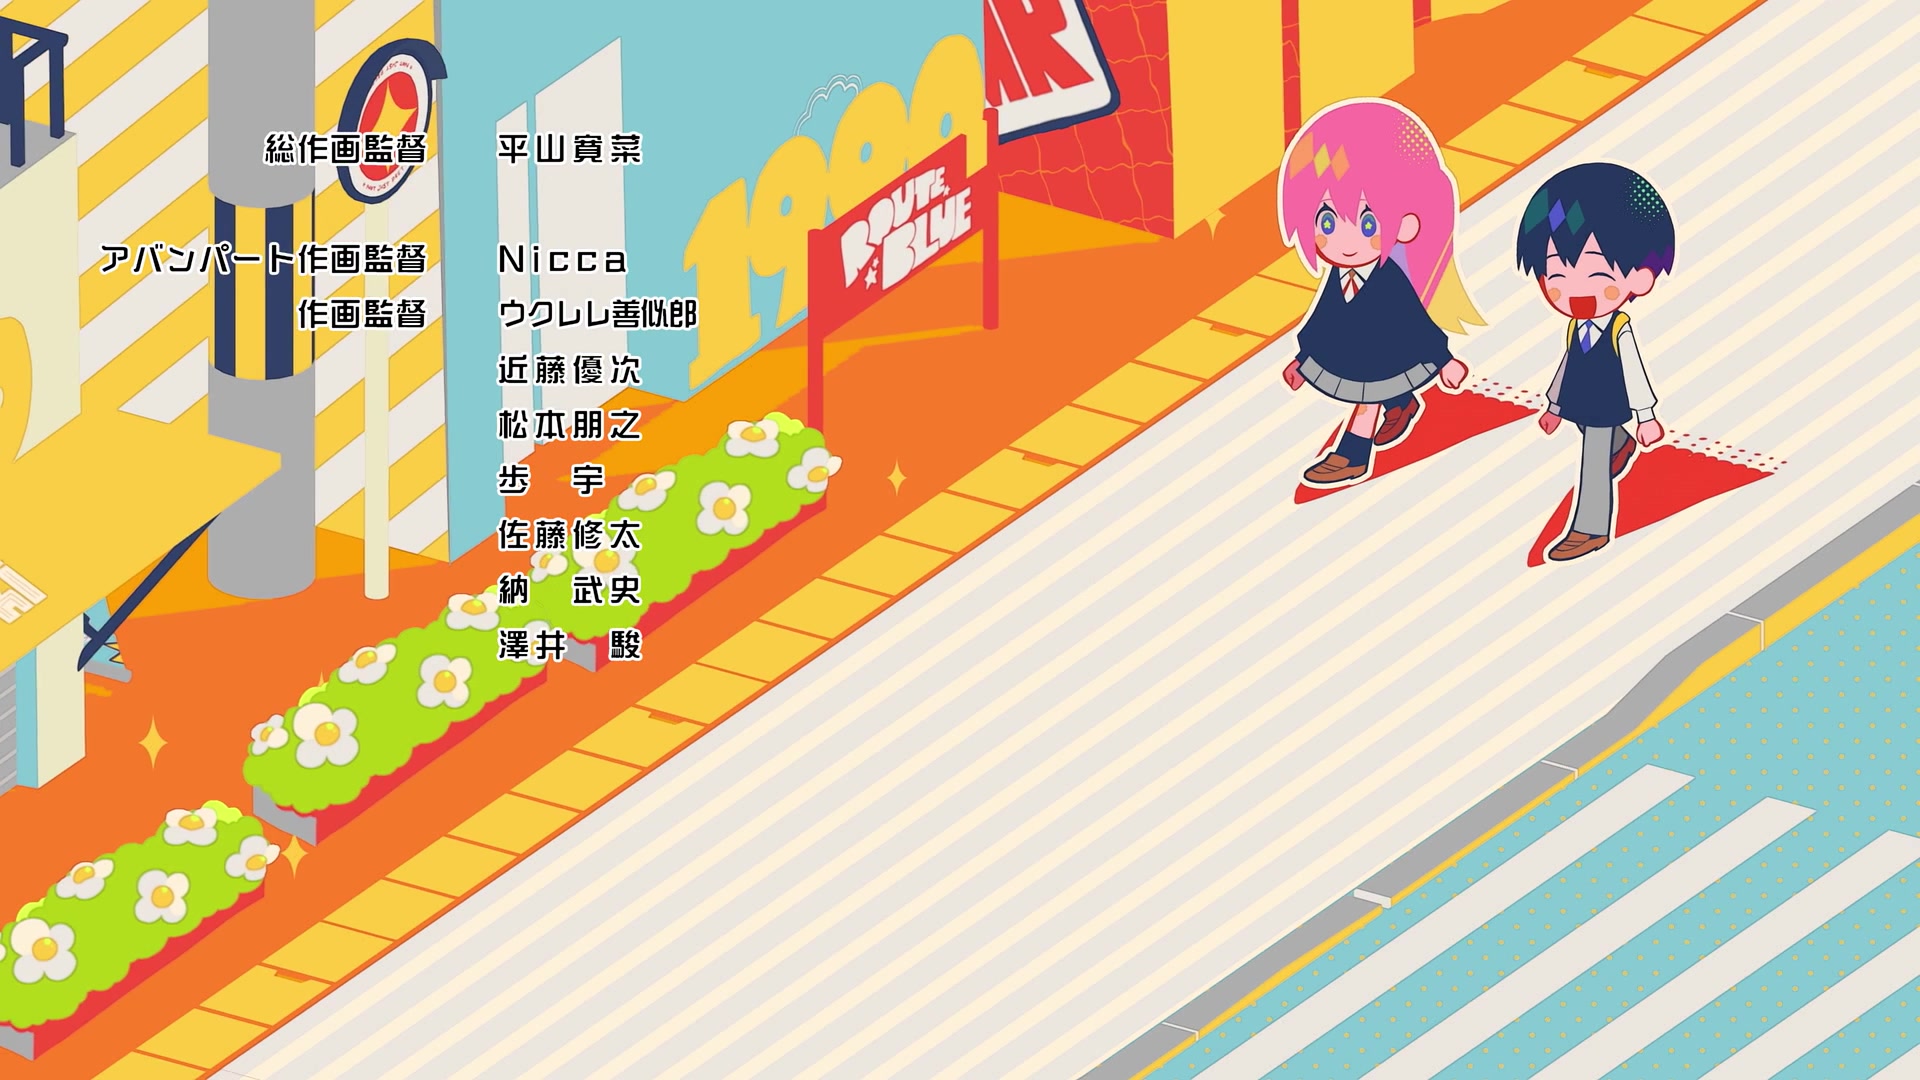 総作画監督 平山寛菜
アバンパート作画監督 Nicca
作画監督 ウクレレ善似郎
近藤優次
松本朋之
歩 宇
佐藤修太
納 武史
澤井 駿
1900
ROUTE
BLUE
AR